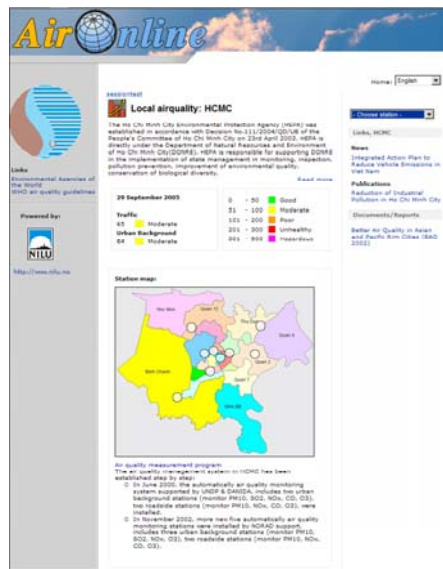 Air Online
Home: English
sessiontest
Local airquality: HCMC
- Choose station -
The Ho Chi Minh City Environmental Protection Agency (HEPA) was
established in accordance with Decision No.111/2004/QD/UB of the
People's Committee of Ho Chi Minh City on 23rd April 2002. HEPA is
directly under the Department of Natural Resources and Environment
of Ho Chi Minh City(DONRE). HEPA is responsible for supporting DONRE
in the implementation of state management in monitoring, inspection,
pollution prevention, improvement of environmental quality,
conservation of biological diversity.
Read more
Links, HCMC
News
Integrated Action Plan to
Reduce Vehicle Emissions in
Viet Nam
Publications
Reduction of Industrial
Pollution in Ho Chi Minh City
Documents/Reports
Better Air Quality in Asian
and Pacific Rim Cities (BAQ
2002)
Links
Environmental Agencies of
the World
WHO air quality guidelines
Powered by:
NILU
http://www.nilu.no
29 September 2005
Traffic
65 Moderate
Urban Background
64 Moderate
0 - 50 Good
51 - 100 Moderate
101 - 200 Poor
201 - 300 Unhealthy
Hazardous
Station map:
Hoc Mon
Quan 12
Thu Duc
Quan 9
Quan 2
Binh Chanh
Quan 7
Nha Be
Air quality measurement program
The air quality management system in HCMC has been
established step by step:
In June 2000, the automatically air quality monitoring
system supported by UNDP & DANIDA, includes two urban
background stations (monitor PM10, SO2, NOx, CO, O3),
two roadside (monitor PM10, NOx, CO, O3), were
installed.
In November 2002, more new five automatically air quality
monitoring stations were installed by NORAD support,
includes three urban background stations (monitor PM10,
SO2, NOx, O3), two roadside stations (monitor PM10, NOx,
CO, O3).